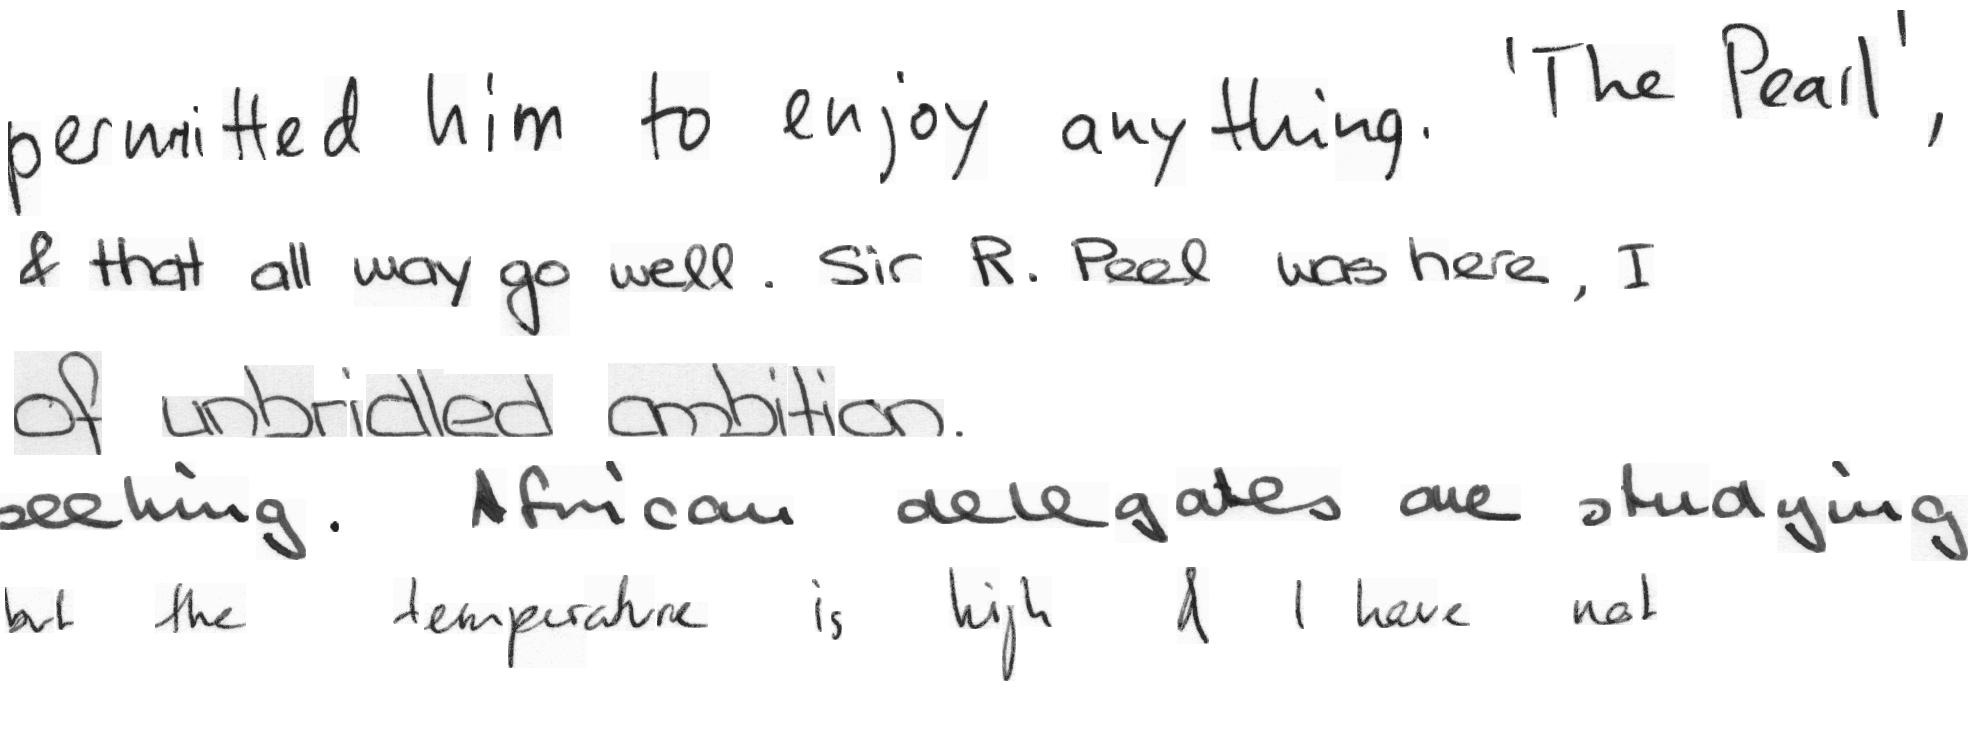 permitted him to enjoy anything. 'The Pearl',
& that all way go well. Sir R. Peel was here, I
of unbridled ambition.
seeking. African delegates are studying
but the temperature is high & I have not